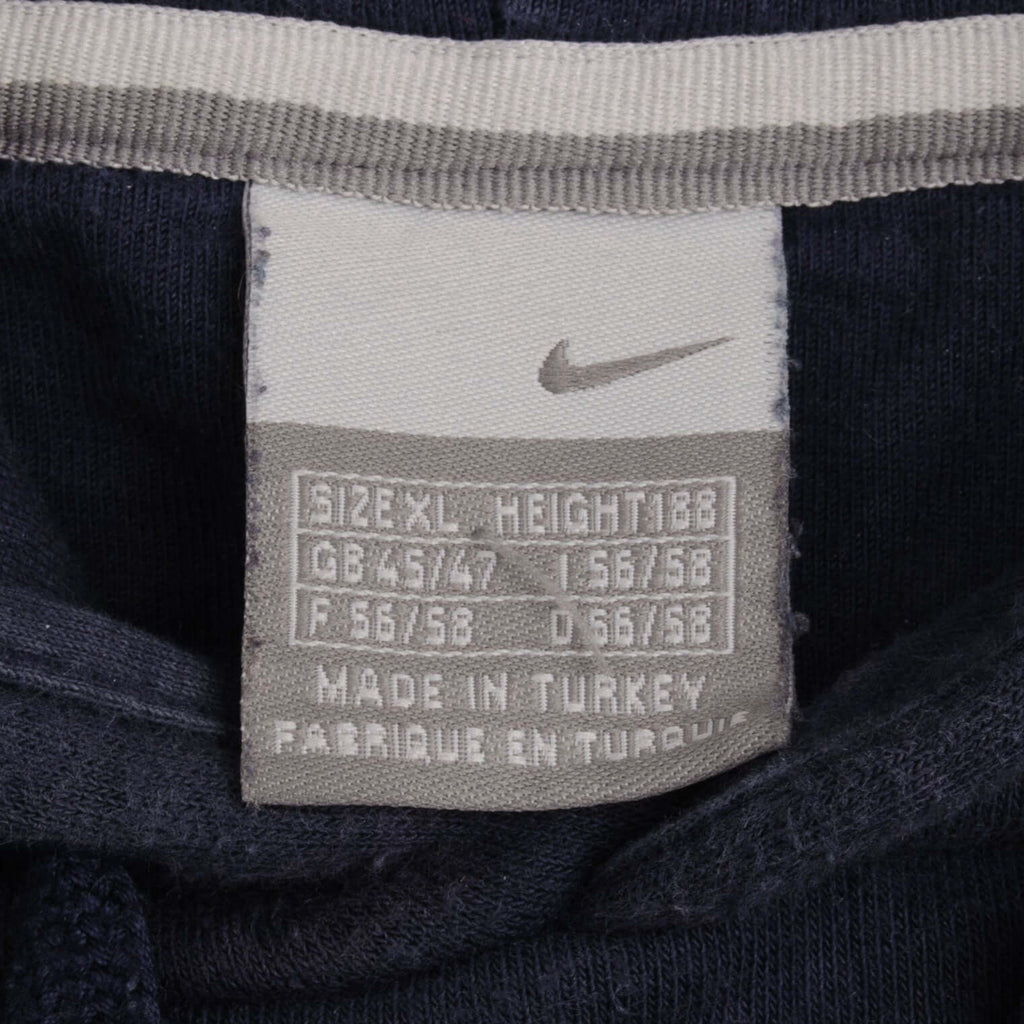 SIZE XL HEIGHT 188
GB 45/47 I 56/58
F 56/58 D 56/58
MADE IN TURKEY
FABRIQUE EN TURQUIE